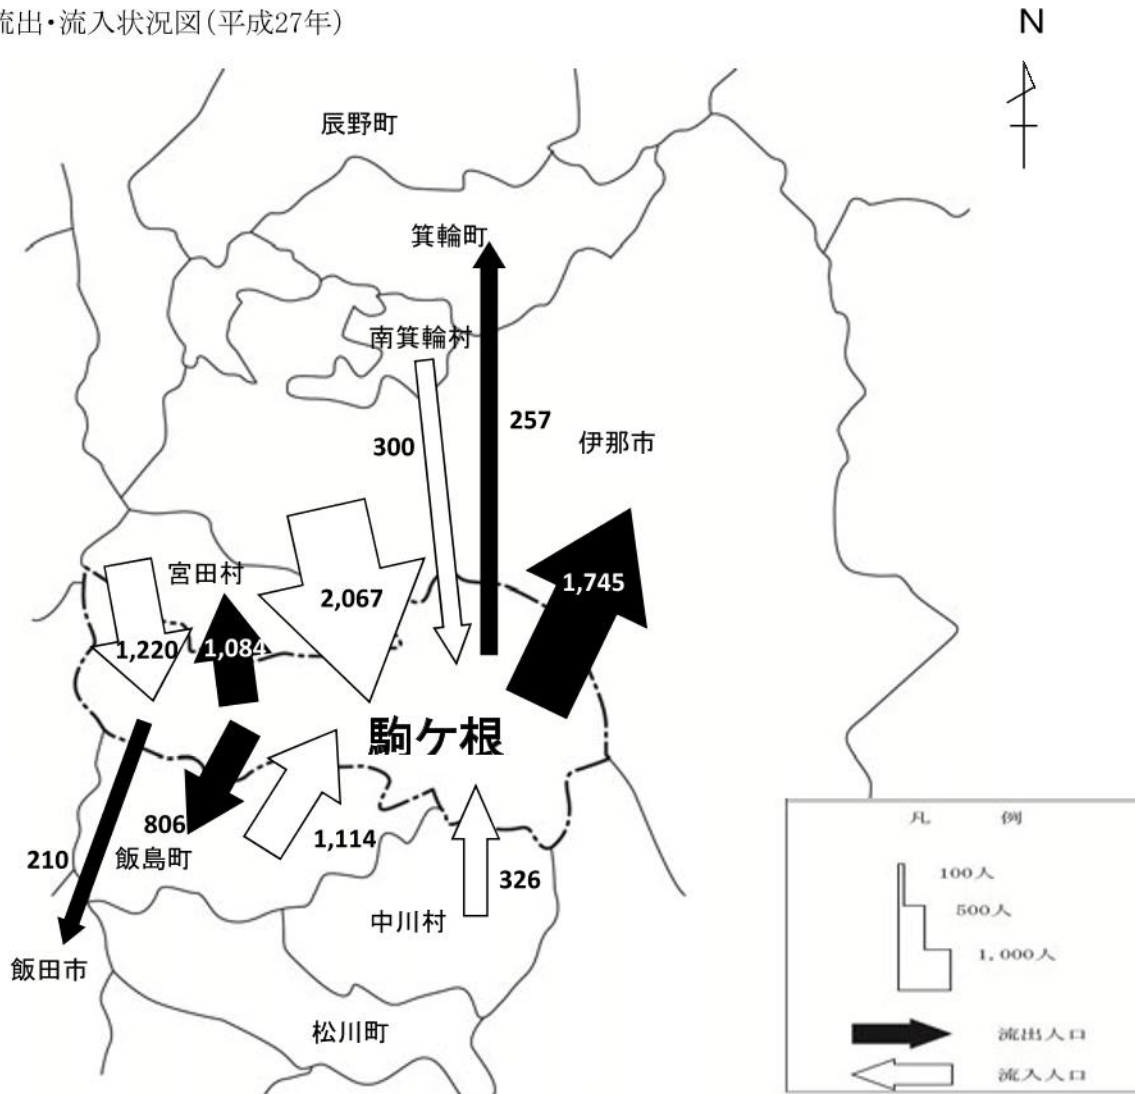 流出・流入状況図(平成27年)
N
辰野町
箕輪町
南箕輪村
257
300
伊那市
宮田村
1,745
2,067
1,220
1,084
駒ケ根
806
1,114
飯島町
210
326
中川村
飯田市
松川町
凡 例
100人
500人
1,000人
流出人口
流入人口